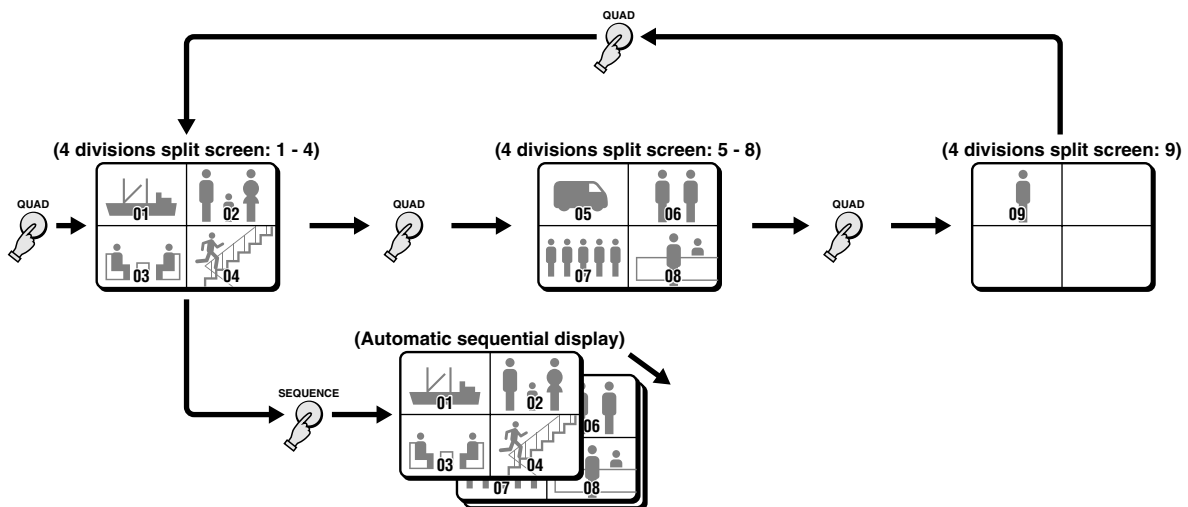 QUAD
(4 divisions split screen: 1 - 4)
(4 divisions split screen: 5 - 8)
(4 divisions split screen: 9)
QUAD
01
02
03
04
QUAD
05
06
07
08
QUAD
09
(Automatic sequential display)
SEQUENCE
01
02
03
04
06
07
08